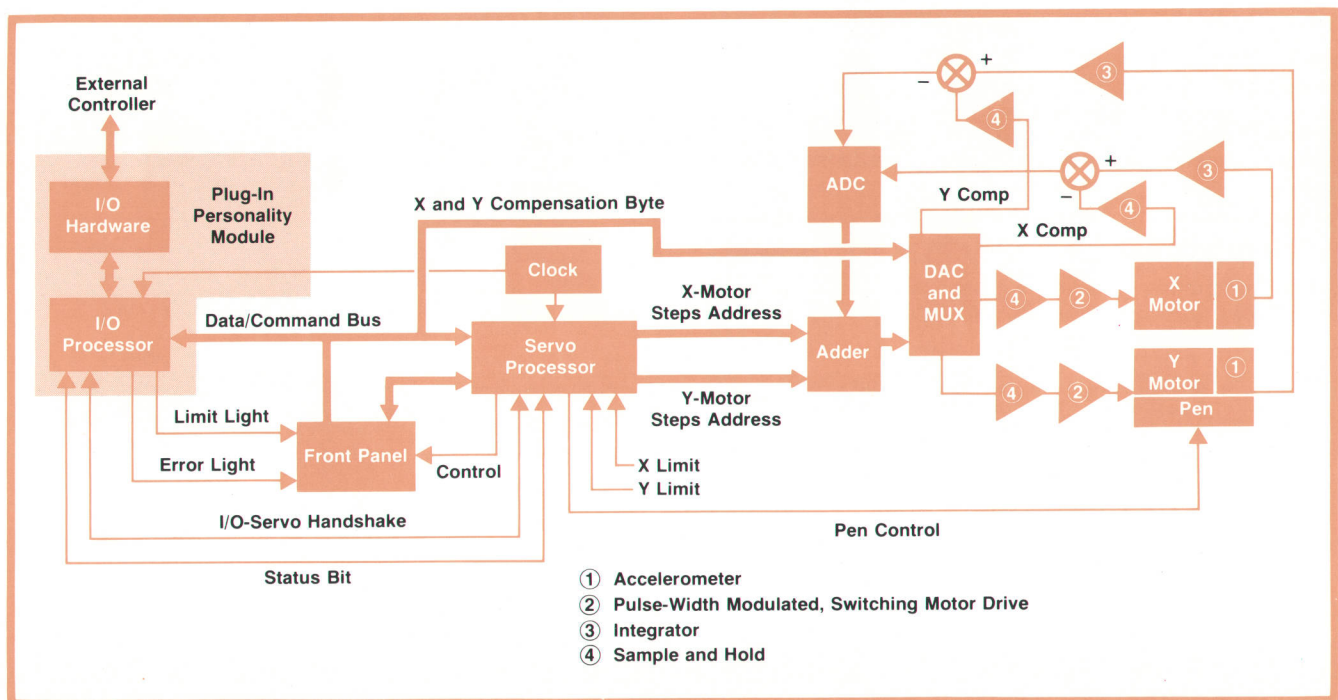 External
Controller
I/O
Hardware
Plug-In
Personality
Module
I/O
Processor
Data/Command Bus
X and Y Compensation Byte
Clock
Servo
Processor
Limit Light
Error Light
Front Panel
Control
I/O-Servo Handshake
Status Bit
X Limit
Y Limit
X-Motor
Steps Address
Y-Motor
Steps Address
ADC
Adder
DAC
and
MUX
Y Comp
X Comp
+
−
4
3
+
−
4
3
4
2
X
Motor
1
4
2
Y
Motor
1
Pen
Pen Control
1 Accelerometer
2 Pulse-Width Modulated, Switching Motor Drive
3 Integrator
4 Sample and Hold